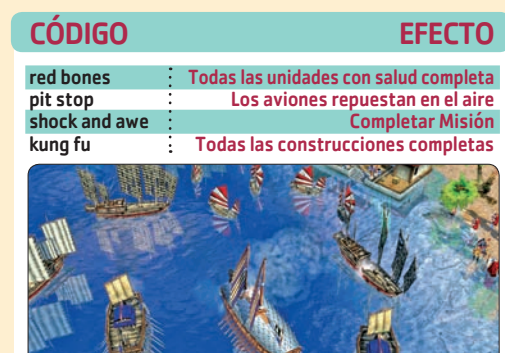 CÓDIGO EFECTO
red bones Todas las unidades con salud completa
pit stop Los aviones repuestan en el aire
shock and awe Completar Misión
kung fu Todas las construcciones completas